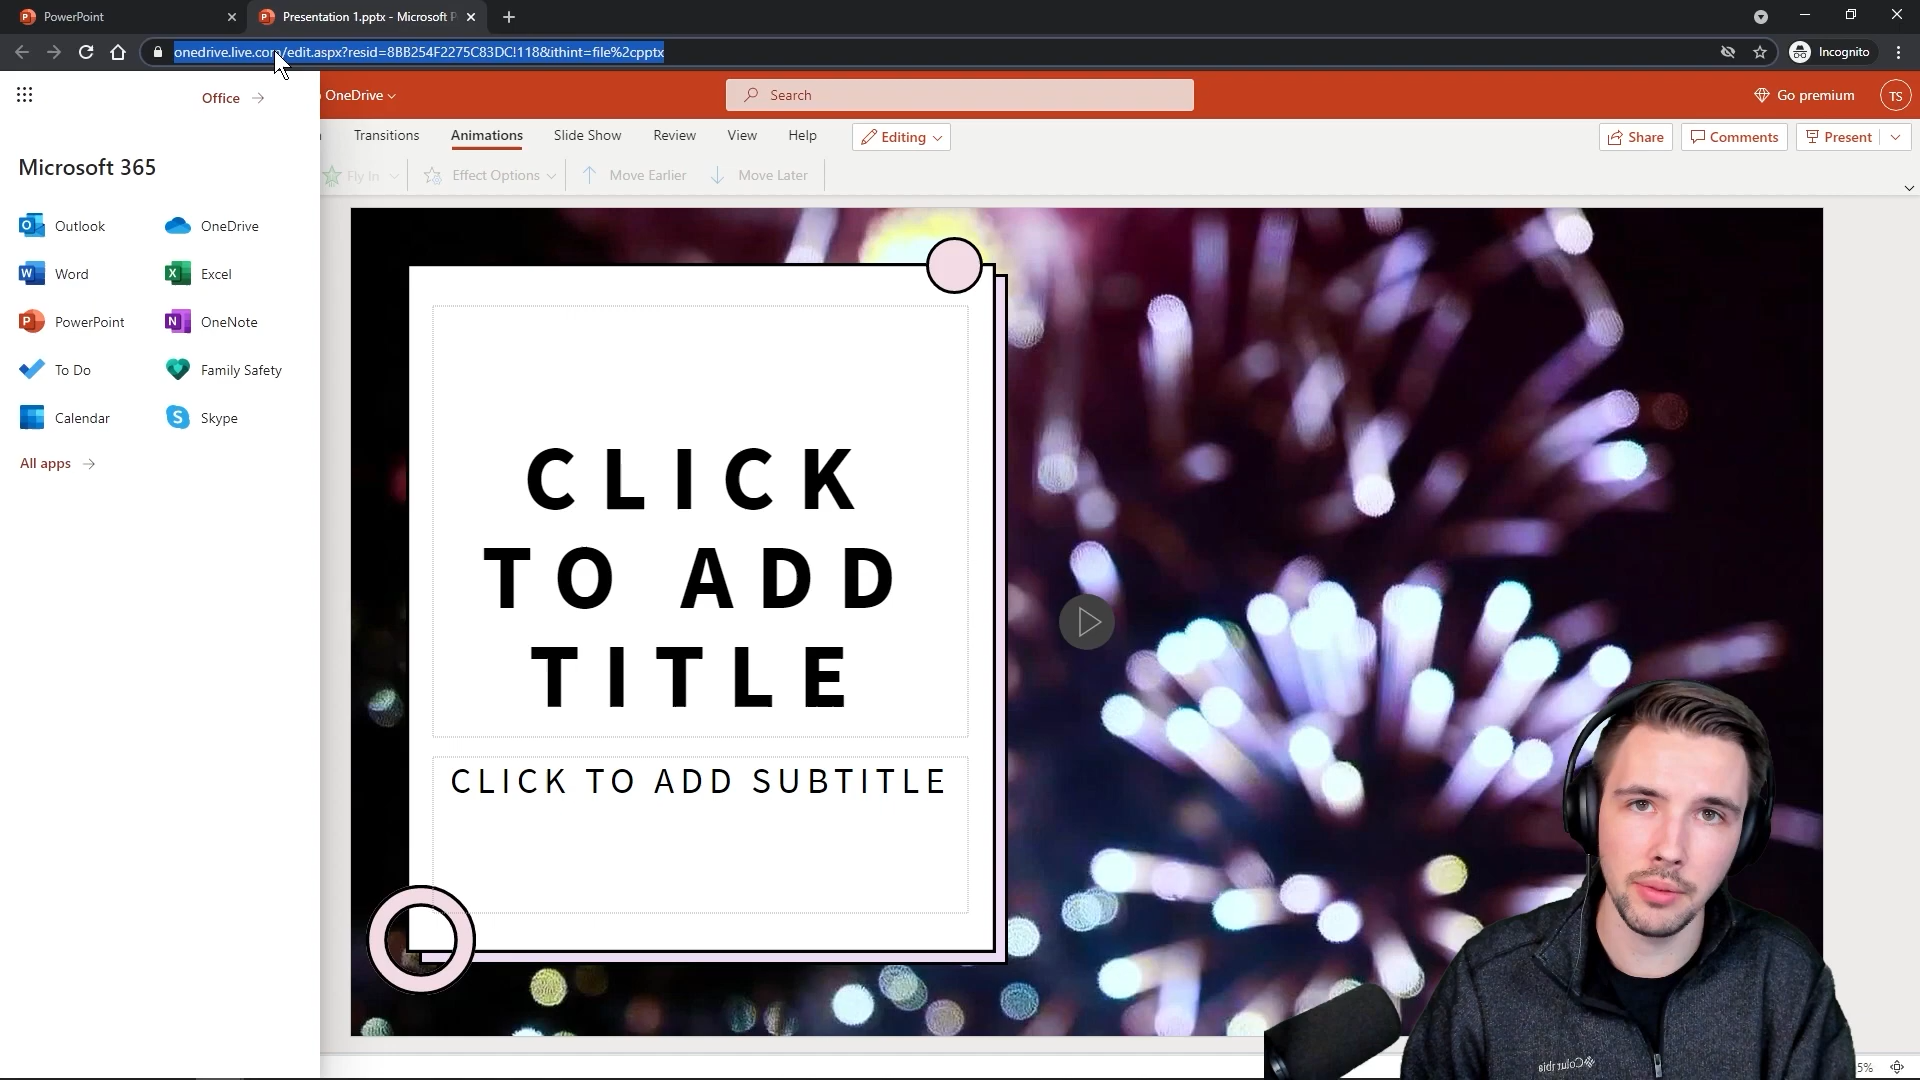 PowerPoint
Presentation 1.pptx - Microsoft P
onedrive.live.com/edit.aspx?resid=8BB254F2275C83DC!118&ithint=file%2cpptx
Incognito
Office
OneDrive
Search
Go premium
TS
Transitions
Animations
Slide Show
Review
View
Help
Editing
Share
Comments
Present
Microsoft 365
Fly In
Effect Options
Move Earlier
Move Later
Outlook
OneDrive
Word
Excel
PowerPoint
OneNote
To Do
Family Safety
Calendar
Skype
All apps
CLICK
TO ADD
TITLE
CLICK TO ADD SUBTITLE
Columbia
5%